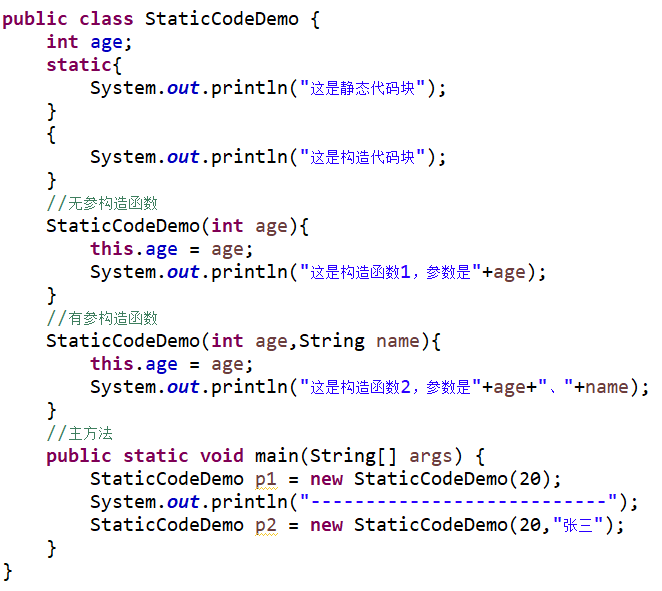 public class StaticCodeDemo {
    int age;
    static{
        System.out.println("这是静态代码块");
    }
    {
        System.out.println("这是构造代码块");
    }
    //无参构造函数
    StaticCodeDemo(int age){
        this.age = age;
        System.out.println("这是构造函数1，参数是"+age);
    }
    //有参构造函数
    StaticCodeDemo(int age,String name){
        this.age = age;
        System.out.println("这是构造函数2，参数是"+age+"、"+name);
    }
    //主方法
    public static void main(String[] args) {
        StaticCodeDemo p1 = new StaticCodeDemo(20);
        System.out.println("---------------------------");
        StaticCodeDemo p2 = new StaticCodeDemo(20,"张三");
    }
}